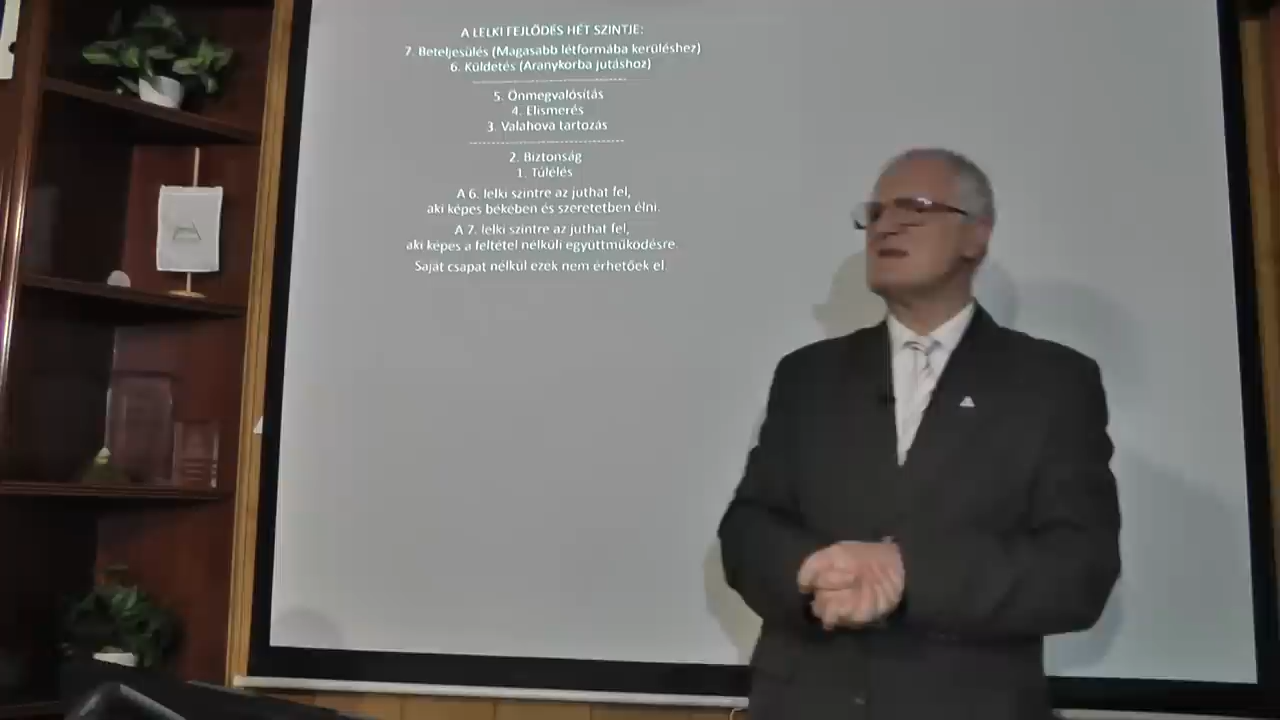 A LELKI FEJLŐDÉS HÉT SZINTJE:
7. Beteljesülés (Magasabb létformába kerüléshez)
6. Küldetés (Aranykorba jutáshoz)
5. Önmegvalósítás
4. Elismerés
3. Valahova tartozás
2. Biztonság
1. Túlélés
A 6. lelki szintre az juthat fel,
aki képes békében és szeretetben élni.
A 7. lelki szintre az juthat fel,
aki képes a feltétel nélküli együttműködésre.
Saját csapat nélkül ezek nem érhetőek el.